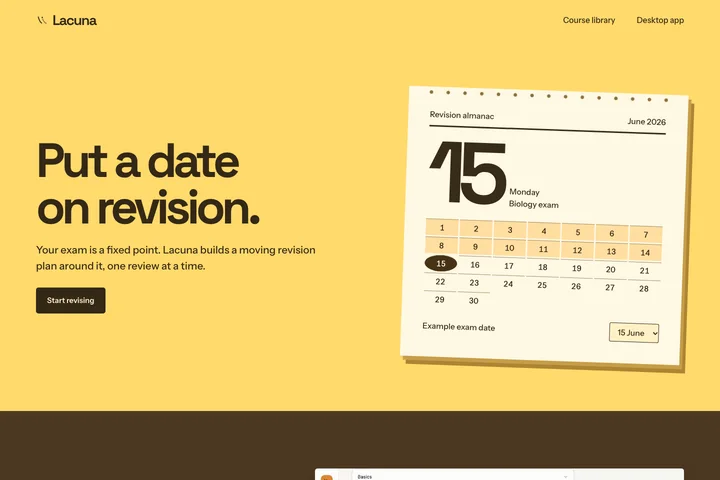 Lacuna
Course library
Desktop app
Put a date
on revision.
Your exam is a fixed point. Lacuna builds a moving revision
plan around it, one review at a time.
Start revising
Revision almanac
June 2026
15
Monday
Biology exam
1 2 3 4 5 6 7
8 9 10 11 12 13 14
15 16 17 18 19 20 21
22 23 24 25 26 27 28
29 30
Example exam date
15 June
Basics